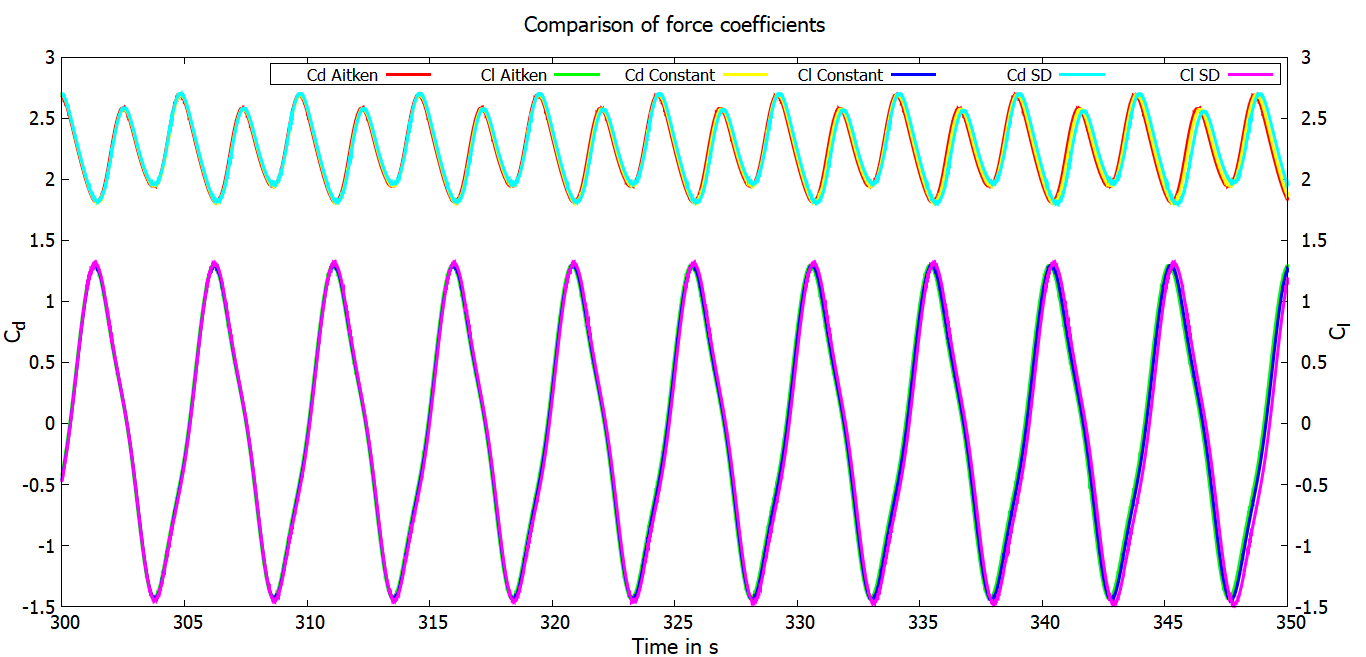 Comparison of force coefficients
Cd Aitken Cl Aitken Cd Constant Cl Constant Cd SD Cl SD
3 3
2.5 2.5
2 2
1.5 1.5
1 1
0.5 0.5
0 0
-0.5 -0.5
-1 -1
-1.5 -1.5
Cd
Cl
300 305 310 315 320 325 330 335 340 345 350
Time in s